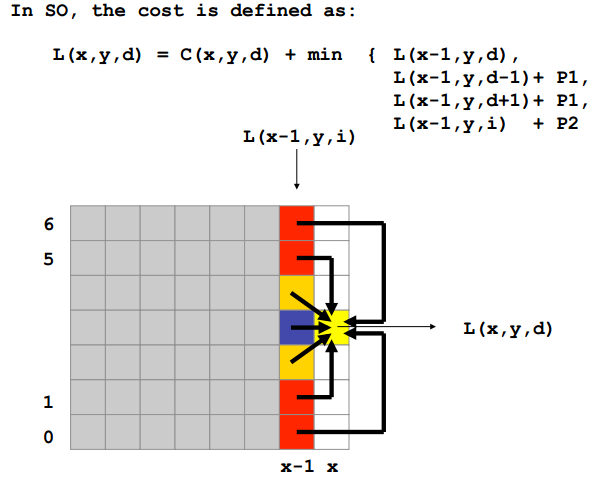 In SO, the cost is defined as:
L(x,y,d) = C(x,y,d) + min { L(x-1,y,d),
L(x-1,y,d-1)+ P1,
L(x-1,y,d+1)+ P1,
L(x-1,y,i) + P2
L(x-1,y,i)
6
5
L(x,y,d)
1
0
x-1 x